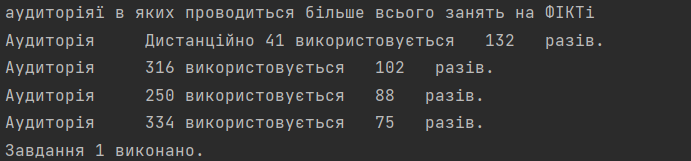 аудиторіяї в яких проводиться більше всього занять на ФІКТі
Аудиторія     Дистанційно 41 використовується   132   разів.
Аудиторія     316 використовується   102   разів.
Аудиторія     250 використовується   88   разів.
Аудиторія     334 використовується   75   разів.
Завдання 1 виконано.